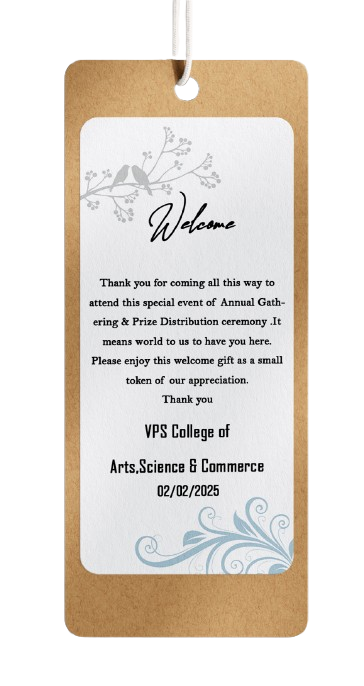 Welcome
Thank you for coming all this way to
attend this special event of Annual Gath-
ering & Prize Distribution ceremony .It
means world to us to have you here.
Please enjoy this welcome gift as a small
token of our appreciation.
Thank you
VPS College of
Arts,Science & Commerce
02/02/2025